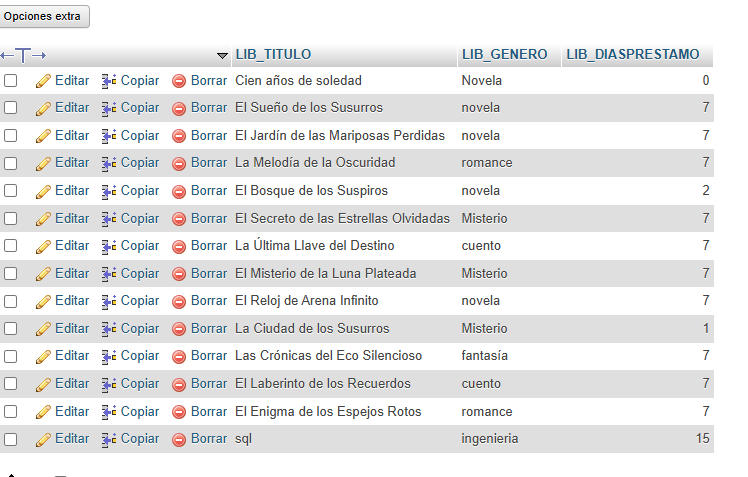 Opciones extra
←T→ LIB_TITULO LIB_GENERO LIB_DIASPRESTAMO
Editar Copiar Borrar Cien años de soledad Novela 0
Editar Copiar Borrar El Sueño de los Susurros novela 7
Editar Copiar Borrar El Jardín de las Mariposas Perdidas novela 7
Editar Copiar Borrar La Melodía de la Oscuridad romance 7
Editar Copiar Borrar El Bosque de los Suspiros novela 2
Editar Copiar Borrar El Secreto de las Estrellas Olvidadas Misterio 7
Editar Copiar Borrar La Última Llave del Destino cuento 7
Editar Copiar Borrar El Misterio de la Luna Plateada Misterio 7
Editar Copiar Borrar El Reloj de Arena Infinito novela 7
Editar Copiar Borrar La Ciudad de los Susurros Misterio 1
Editar Copiar Borrar Las Crónicas del Eco Silencioso fantasía 7
Editar Copiar Borrar El Laberinto de los Recuerdos cuento 7
Editar Copiar Borrar El Enigma de los Espejos Rotos romance 7
Editar Copiar Borrar sql ingenieria 15